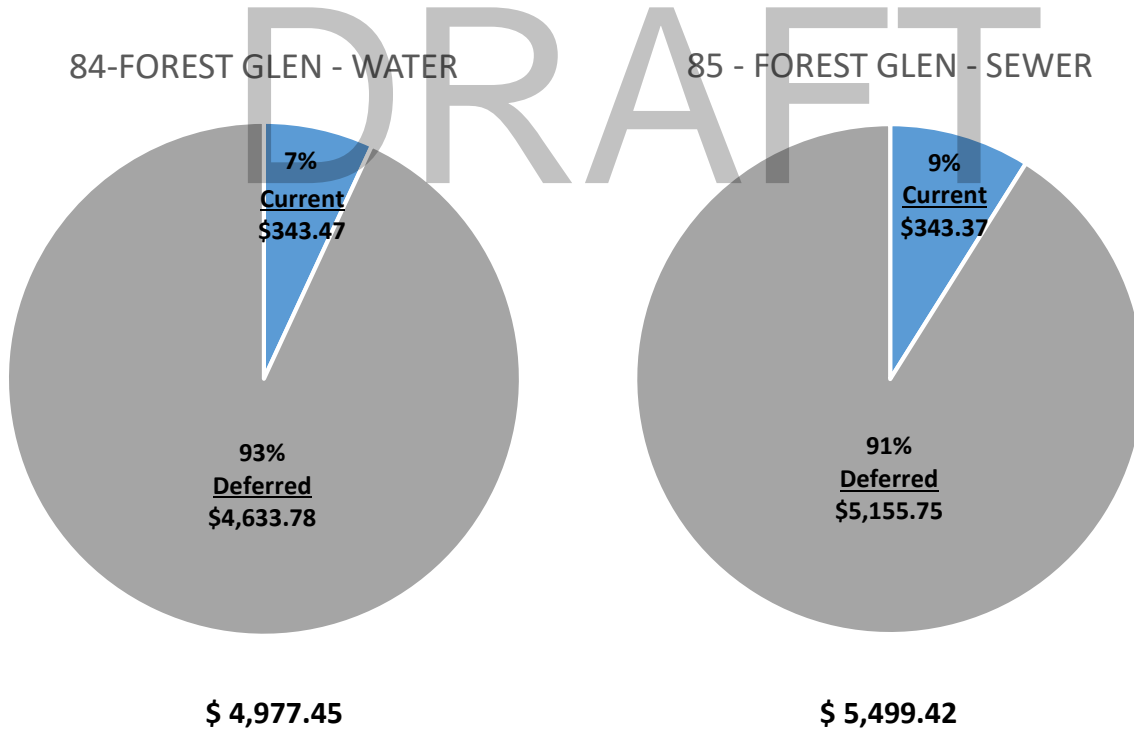 DRAFT
84-FOREST GLEN - WATER
7%
Current
$343.47
93%
Deferred
$4,633.78
$ 4,977.45
85 - FOREST GLEN - SEWER
9%
Current
$343.37
91%
Deferred
$5,155.75
$ 5,499.42